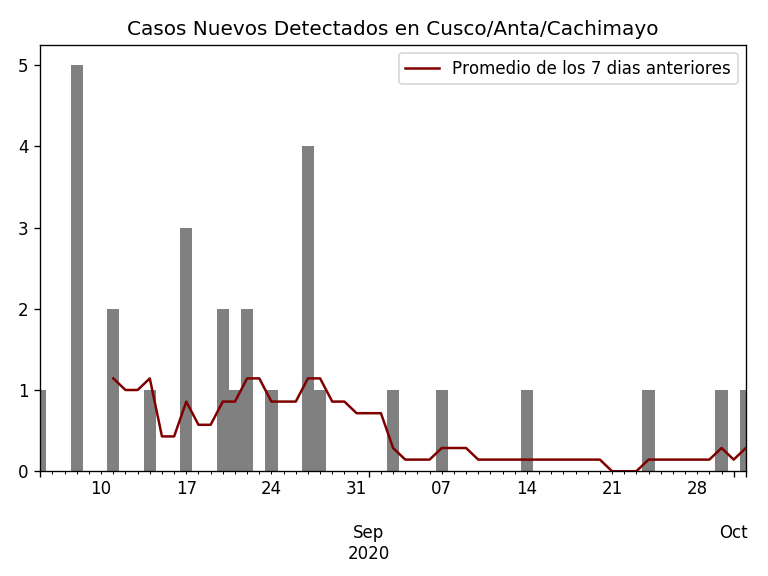 Casos Nuevos Detectados en Cusco/Anta/Cachimayo
Promedio de los 7 dias anteriores
5
4
3
2
1
0
10 17 24 31 07 14 21 28
Sep Oct
2020